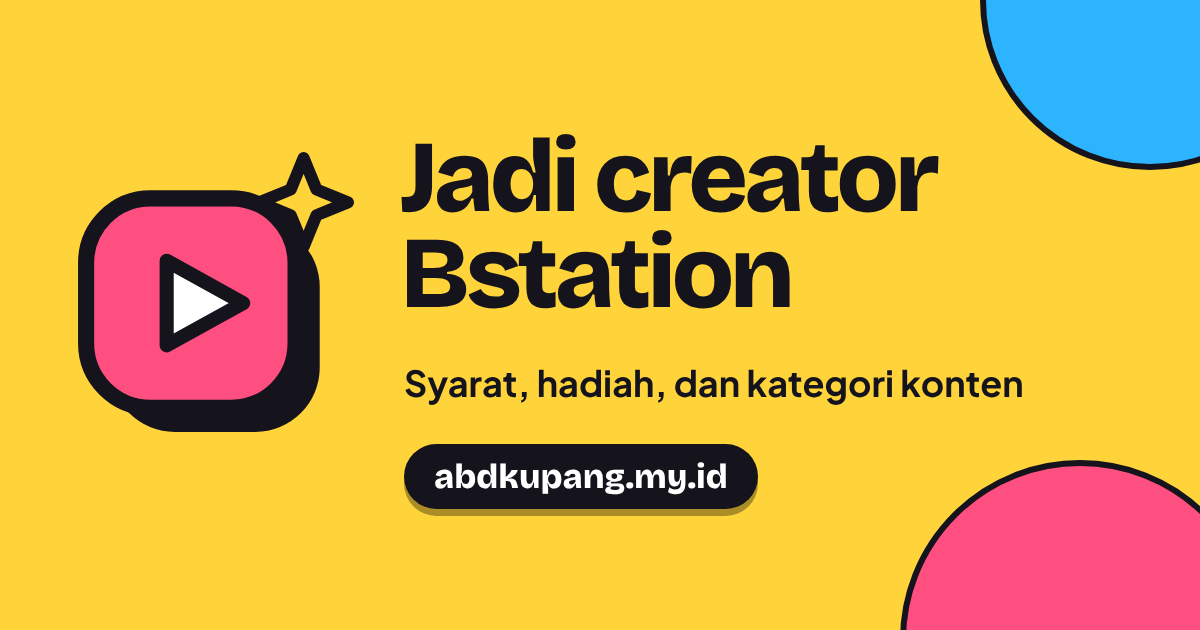 Jadi creator
Bstation
Syarat, hadiah, dan kategori konten
abdkupang.my.id